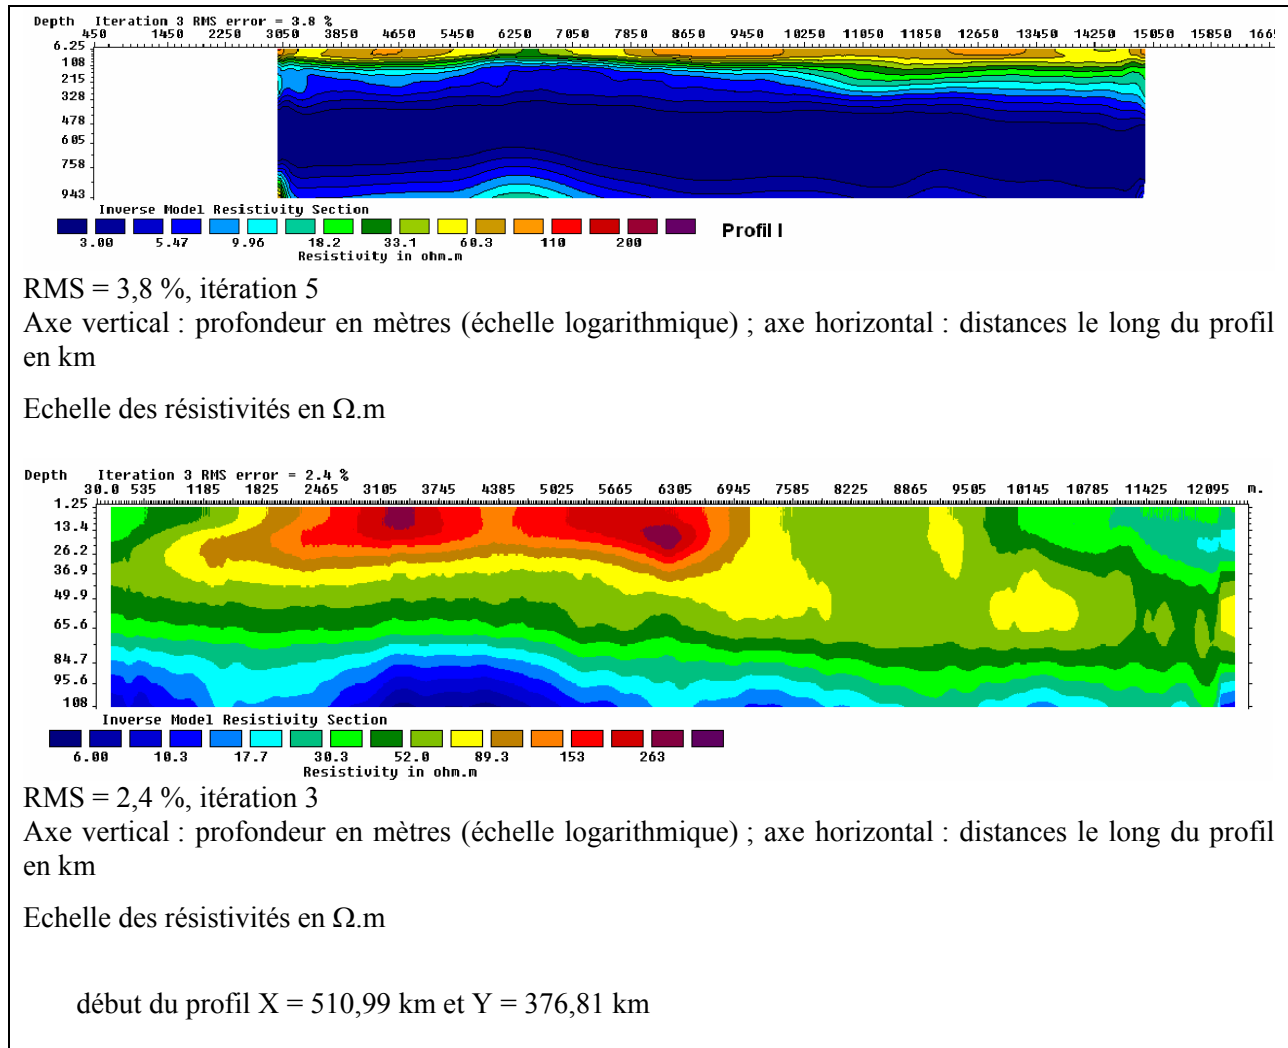 Depth Iteration 3 RMS error = 3.8 %
450 1450 2250 3050 3850 4650 5450 6250 7050 7850 8650 9450 10250 11050 11850 12650 13450 14250 15050 15850 1665
6.25
108
215
328
478
605
758
943
Inverse Model Resistivity Section
3.00 5.47 9.96 18.2 33.1 60.3 110 200
Resistivity in ohm.m
Profil I
RMS = 3,8 %, itération 5
Axe vertical : profondeur en mètres (échelle logarithmique) ; axe horizontal : distances le long du profil
en km
Echelle des résistivités en Ω.m
Depth Iteration 3 RMS error = 2.4 %
30.0 535 1185 1825 2465 3105 3745 4385 5025 5665 6305 6945 7585 8225 8865 9505 10145 10785 11425 12095 m.
1.25
13.4
26.2
36.9
49.9
65.6
84.7
95.6
108
Inverse Model Resistivity Section
6.00 10.3 17.7 30.3 52.0 89.3 153 263
Resistivity in ohm.m
RMS = 2,4 %, itération 3
Axe vertical : profondeur en mètres (échelle logarithmique) ; axe horizontal : distances le long du profil
en km
Echelle des résistivités en Ω.m
début du profil X = 510,99 km et Y = 376,81 km